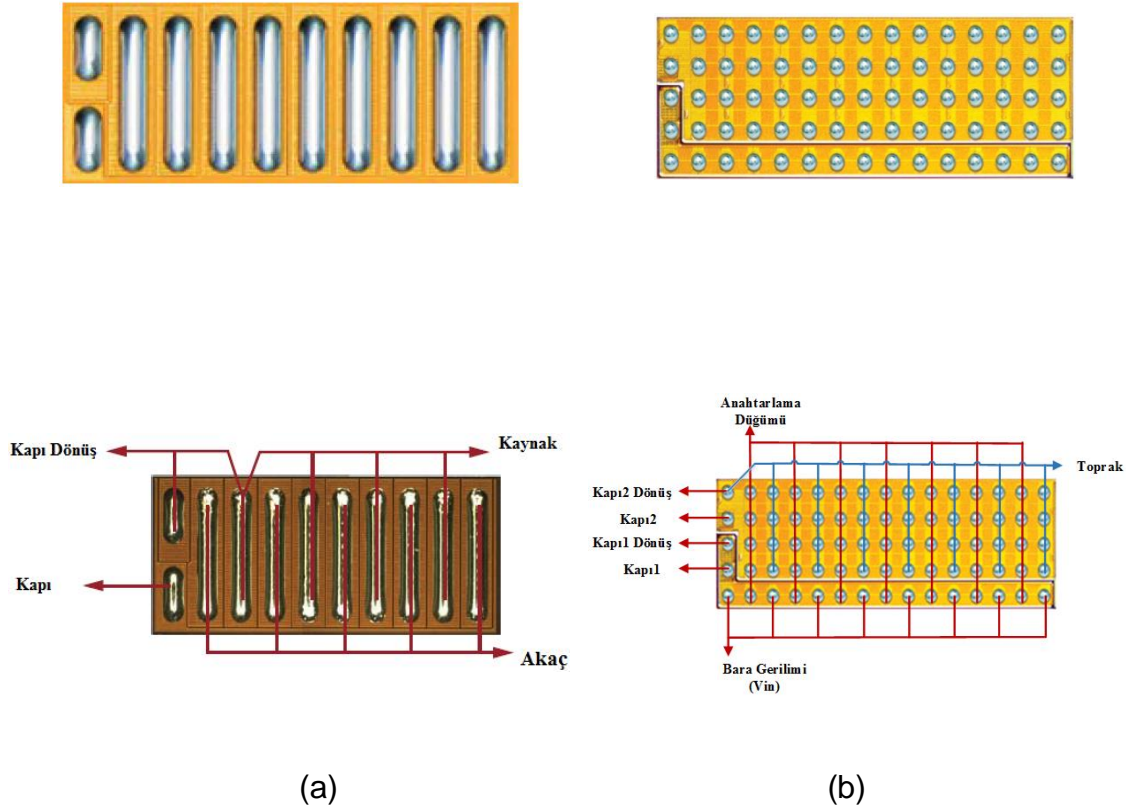 Kapı Dönüş
Kaynak
Kapı
Akaç
(a)
Anahtarlama
Düğümü
Toprak
Kapı2 Dönüş
Kapı2
Kapı1 Dönüş
Kapı1
Bara Gerilimi
(Vin)
(b)